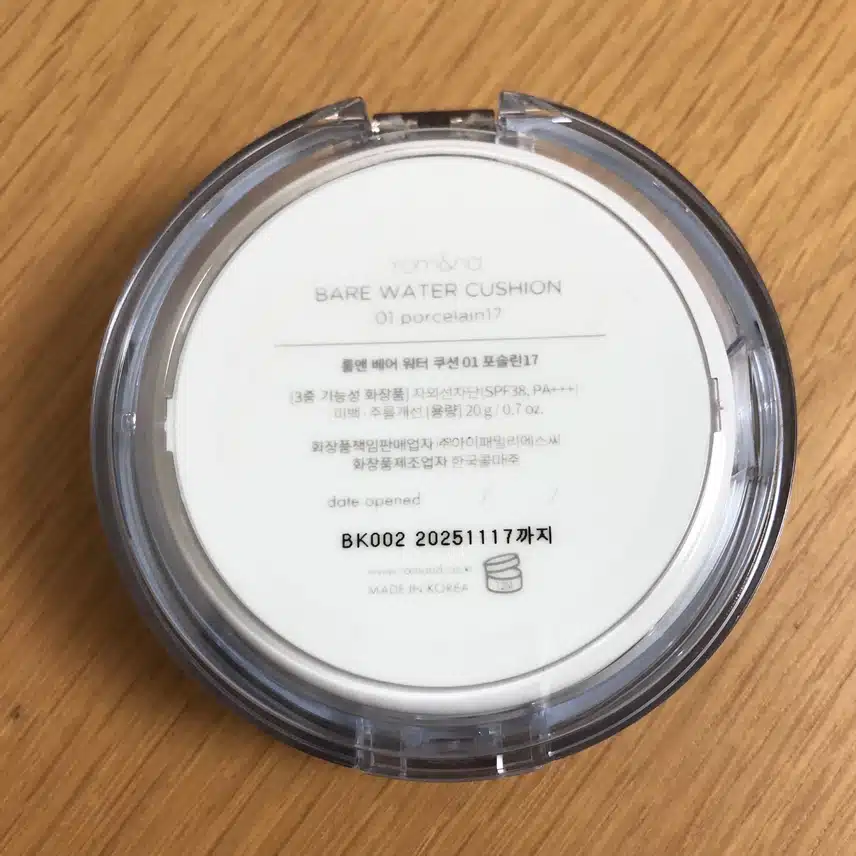 rom&nd
BARE WATER CUSHION
01 porcelain17
롬앤 베어 워터 쿠션 01 포슬린17
[3중 기능성 화장품] 자외선차단(SPF38, PA+++)
미백 · 주름개선 [용량] 20 g / 0.7 oz.
화장품책임판매업자 ㈜아이패밀리에스씨
화장품제조업자 한국콜마㈜
date opened / /
BK002 20251117까지
12M
MADE IN KOREA